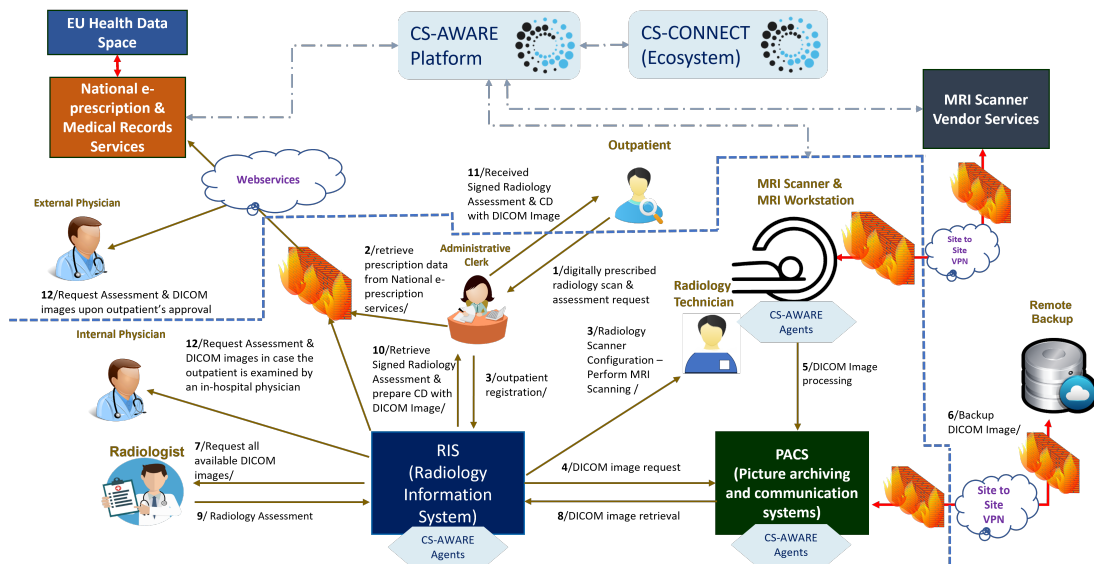 EU Health Data
Space
National e-
prescription &
Medical Records
Services
CS-AWARE
Platform
CS-CONNECT
(Ecosystem)
MRI Scanner
Vendor Services
Webservices
External Physician
12/Request Assessment & DICOM
images upon outpatient's approval
11/Received
Signed Radiology
Assessment & CD
with DICOM Image
Outpatient
MRI Scanner &
MRI Workstation
Site to
Site
VPN
2/retrieve
prescription data
from National e-
prescription
services/
Administrative
Clerk
1/digitally prescribed
radiology scan &
assessment request
Radiology
Technician
CS-AWARE
Agents
Remote
Backup
Internal Physician
12/Request Assessment &
DICOM images in case the
outpatient is examined by
an in-hospital physician
10/Retrieve
Signed Radiology
Assessment &
prepare CD with
DICOM Image/
3/outpatient
registration/
3/Radiology
Scanner
Configuration –
Perform MRI
Scanning /
5/DICOM Image
processing
6/Backup
DICOM Image/
Radiologist
7/Request all
available DICOM
images/
9/ Radiology Assessment
RIS
(Radiology
Information
System)
CS-AWARE
Agents
4/DICOM image request
8/DICOM image retrieval
PACS
(Picture archiving
and communication
systems)
CS-AWARE
Agents
Site to
Site
VPN